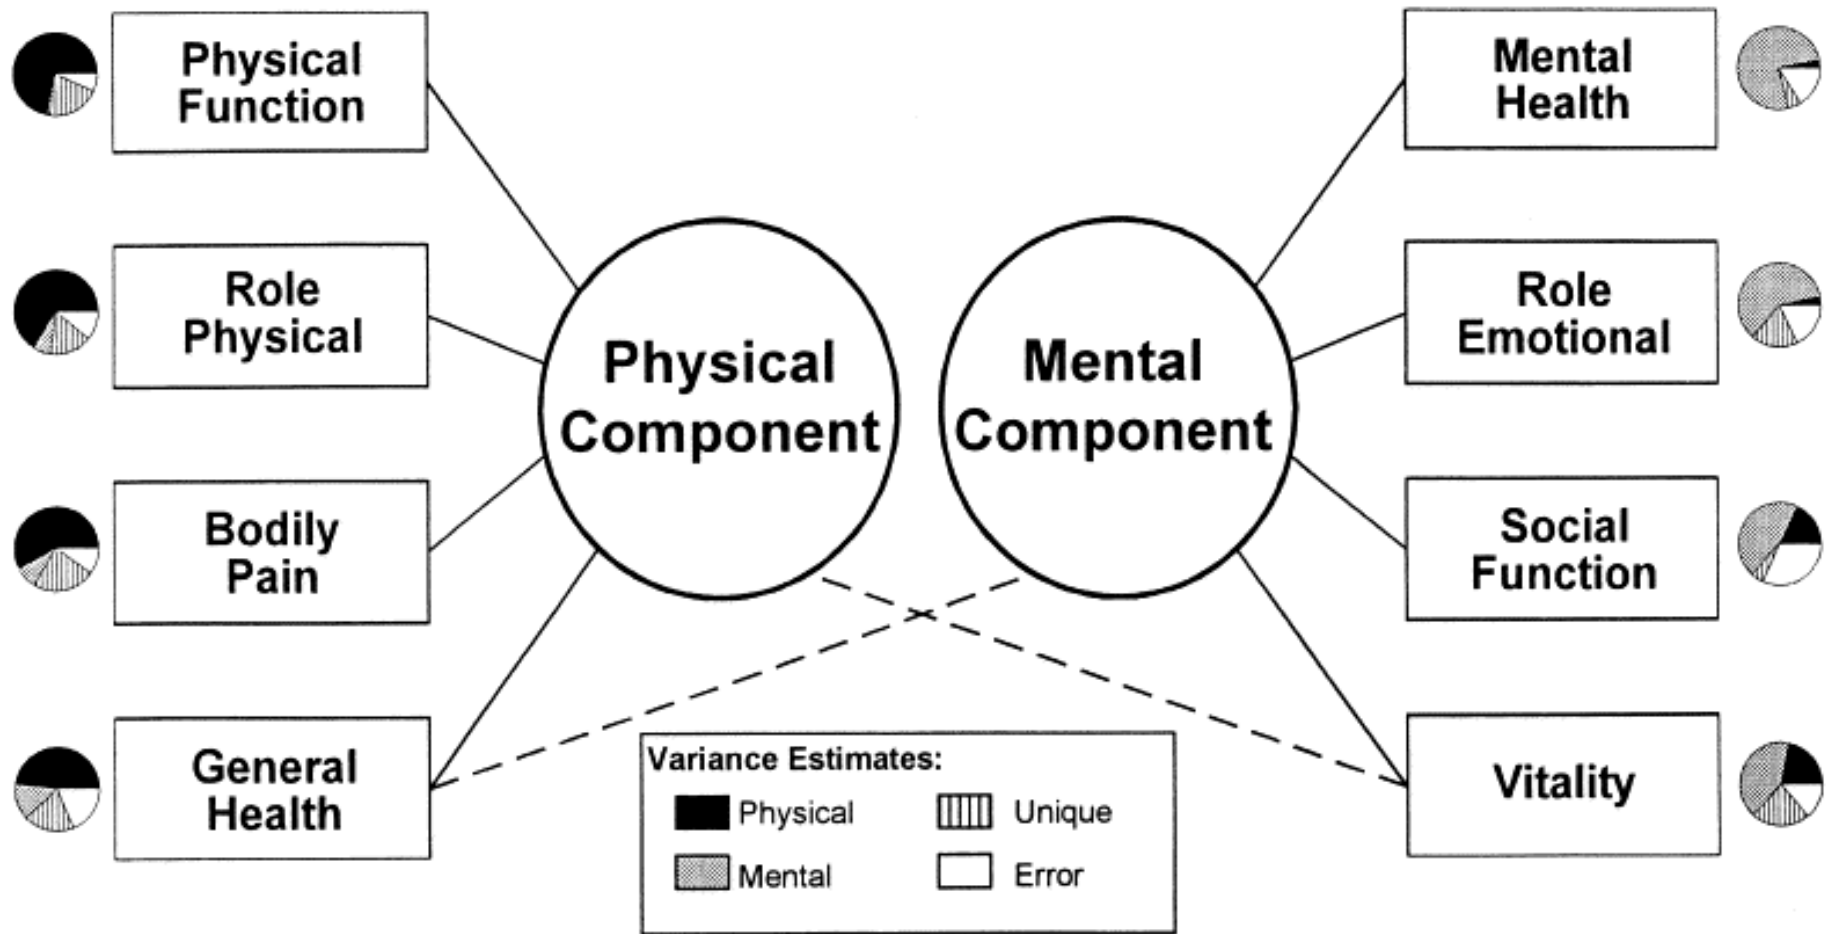 Physical
Function
Role
Physical
Bodily
Pain
General
Health
Physical
Component
Mental
Component
Mental
Health
Role
Emotional
Social
Function
Vitality
Variance Estimates:
Physical
Unique
Mental
Error